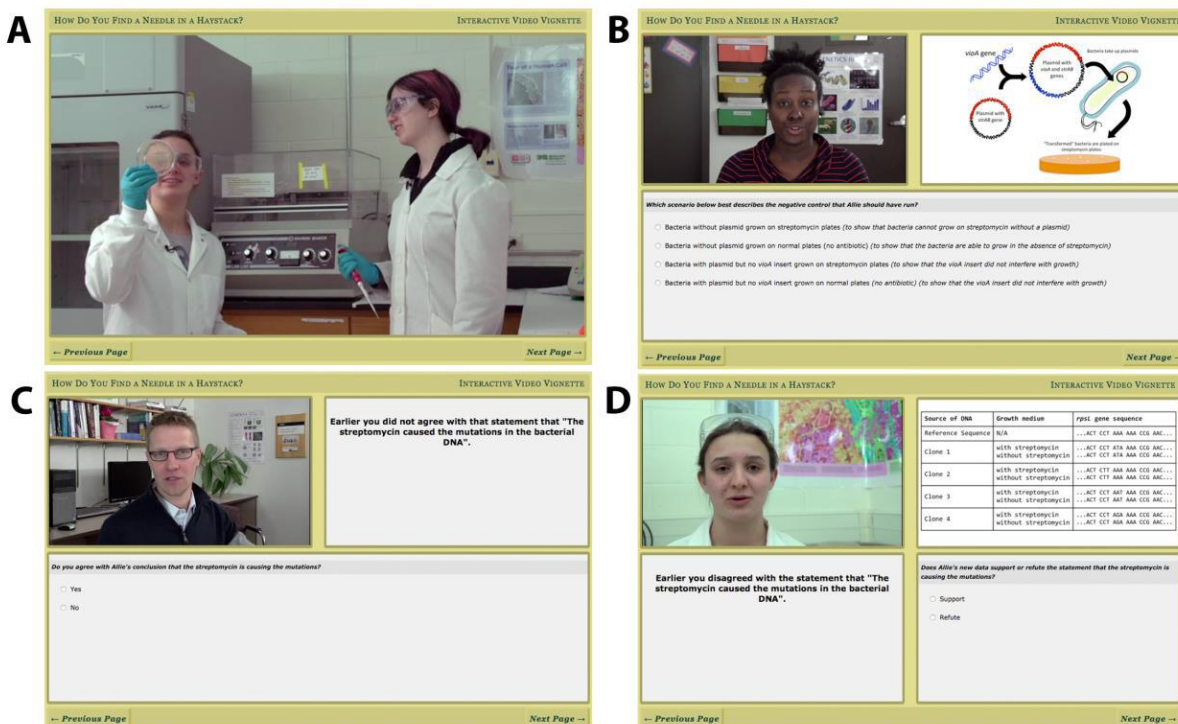 A
HOW DO YOU FIND A NEEDLE IN A HAYSTACK?
INTERACTIVE VIDEO VIGNETTE
← Previous Page
Next Page →
B
HOW DO YOU FIND A NEEDLE IN A HAYSTACK?
INTERACTIVE VIDEO VIGNETTE
vioA gene
Plasmid with
strAB gene
Plasmid with
vioA and strAB
genes
Bacteria take up plasmids
"Transformed" bacteria are plated on
streptomycin plates
Which scenario below best describes the negative control that Allie should have run?
Bacteria without plasmid grown on streptomycin plates (to show that bacteria cannot grow on streptomycin without a plasmid)
Bacteria without plasmid grown on normal plates (no antibiotic) (to show that the bacteria are able to grow in the absence of streptomycin)
Bacteria with plasmid but no vioA insert grown on streptomycin plates (to show that the vioA insert did not interfere with growth)
Bacteria with plasmid but no vioA insert grown on normal plates (no antibiotic) (to show that the vioA insert did not interfere with growth)
← Previous Page
Next Page →
C
HOW DO YOU FIND A NEEDLE IN A HAYSTACK?
INTERACTIVE VIDEO VIGNETTE
Earlier you did not agree with that statement that "The
streptomycin caused the mutations in the bacterial
DNA".
Do you agree with Allie's conclusion that the streptomycin is causing the mutations?
Yes
No
← Previous Page
Next Page →
D
HOW DO YOU FIND A NEEDLE IN A HAYSTACK?
INTERACTIVE VIDEO VIGNETTE
Source of DNA Growth medium rpsL gene sequence
Reference Sequence N/A ...ACT CCT AAA AAA CCG AAC...
Clone 1 with streptomycin ...ACT CCT ATA AAA CCG AAC...
without streptomycin ...ACT CCT ATA AAA CCG AAC...
Clone 2 with streptomycin ...ACT CTT AAA AAA CCG AAC...
without streptomycin ...ACT CTT AAA AAA CCG AAC...
Clone 3 with streptomycin ...ACT CCT AAT AAA CCG AAC...
without streptomycin ...ACT CCT AAT AAA CCG AAC...
Clone 4 with streptomycin ...ACT CCT AGA AAA CCG AAC...
without streptomycin ...ACT CCT AGA AAA CCG AAC...
Earlier you disagreed with the statement that "The
streptomycin caused the mutations in the bacterial
DNA".
Does Allie's new data support or refute the statement that the streptomycin is
causing the mutations?
Support
Refute
← Previous Page
Next Page →